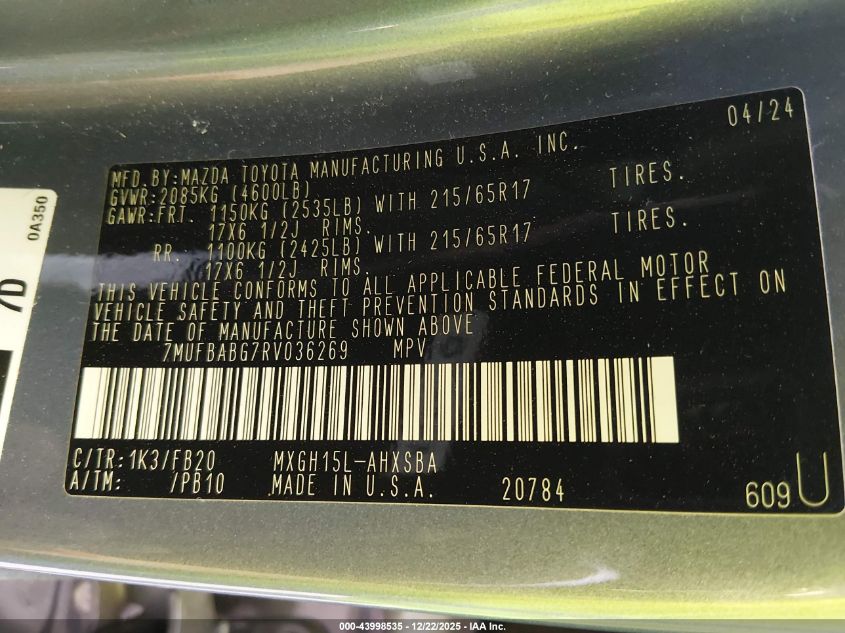 04/24
MFD.BY:MAZDA TOYOTA MANUFACTURING U.S.A. INC.
GVWR:2085KG (4600LB)
GAWR:FRT. 1150KG (2535LB) WITH 215/65R17 TIRES.
17X6 1/2J RIMS.
RR. 1100KG (2425LB) WITH 215/65R17 TIRES.
17X6 1/2J RIMS.
THIS VEHICLE CONFORMS TO ALL APPLICABLE FEDERAL MOTOR
VEHICLE SAFETY AND THEFT PREVENTION STANDARDS IN EFFECT ON
THE DATE OF MANUFACTURE SHOWN ABOVE
7MUFBABG7RV036269 MPV
C/TR:1K3/FB20 MXGH15L-AHXSBA
A/TM: /PB10 MADE IN U.S.A. 20784
609U
7D
0A350
000-43998535 - 12/22/2025 - IAA Inc.